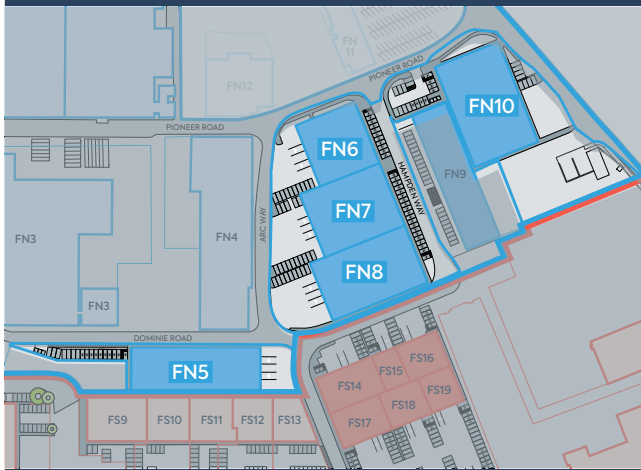 FN
11
FN12
PIONEER ROAD
FN10
PIONEER ROAD
FN6
HAMPDEN WAY
FN9
FN7
ARC WAY
FN3
FN4
FN8
FN3
DOMINIE ROAD
FN5
FS16
FS15
FS14
FS19
FS18
FS17
FS9
FS10
FS11
FS12
FS13